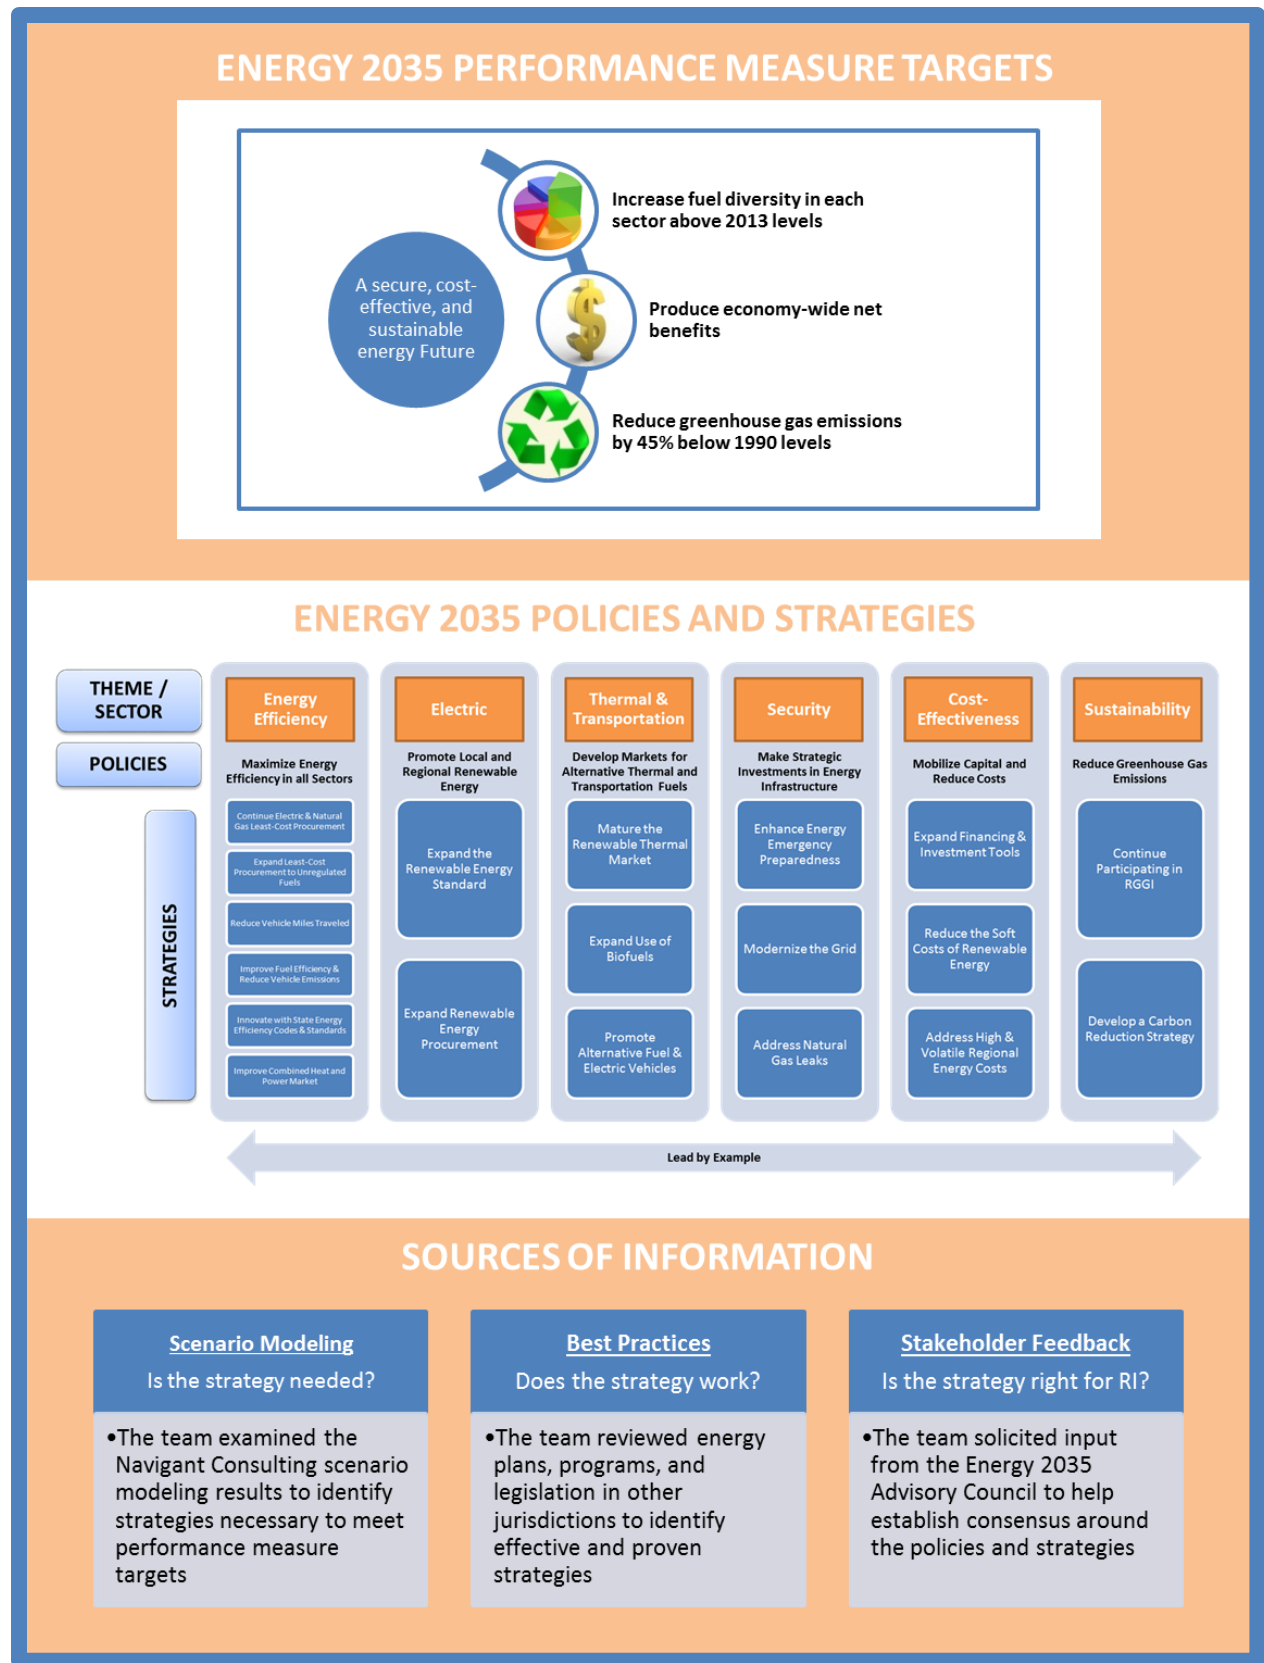 ENERGY 2035 PERFORMANCE MEASURE TARGETS
A secure, cost-
effective, and
sustainable
energy Future
Increase fuel diversity in each
sector above 2013 levels
Produce economy-wide net
benefits
Reduce greenhouse gas emissions
by 45% below 1990 levels
ENERGY 2035 POLICIES AND STRATEGIES
THEME /
SECTOR
POLICIES
STRATEGIES
Energy
Efficiency
Maximize Energy
Efficiency in all Sectors
Continue Electric & Natural
Gas Least-Cost Procurement
Expand Least-Cost
Procurement to Unregulated
Fuels
Reduce Vehicle Miles Traveled
Improve Fuel Efficiency &
Reduce Vehicle Emissions
Innovate with State Energy
Efficiency Codes & Standards
Improve Combined Heat and
Power Market
Electric
Promote Local and
Regional Renewable
Energy
Expand the
Renewable Energy
Standard
Expand Renewable
Energy
Procurement
Thermal &
Transportation
Develop Markets for
Alternative Thermal and
Transportation Fuels
Mature the
Renewable Thermal
Market
Expand Use of
Biofuels
Promote
Alternative Fuel &
Electric Vehicles
Security
Make Strategic
Investments in Energy
Infrastructure
Enhance Energy
Emergency
Preparedness
Modernize the Grid
Address Natural
Gas Leaks
Cost-
Effectiveness
Mobilize Capital and
Reduce Costs
Expand Financing &
Investment Tools
Reduce the Soft
Costs of Renewable
Energy
Address High &
Volatile Regional
Energy Costs
Sustainability
Reduce Greenhouse Gas
Emissions
Continue
Participating in
RGGI
Develop a Carbon
Reduction Strategy
Lead by Example
SOURCES OF INFORMATION
Scenario Modeling
Is the strategy needed?
•The team examined the
Navigant Consulting scenario
modeling results to identify
strategies necessary to meet
performance measure
targets
Best Practices
Does the strategy work?
•The team reviewed energy
plans, programs, and
legislation in other
jurisdictions to identify
effective and proven
strategies
Stakeholder Feedback
Is the strategy right for RI?
•The team solicited input
from the Energy 2035
Advisory Council to help
establish consensus around
the policies and strategies